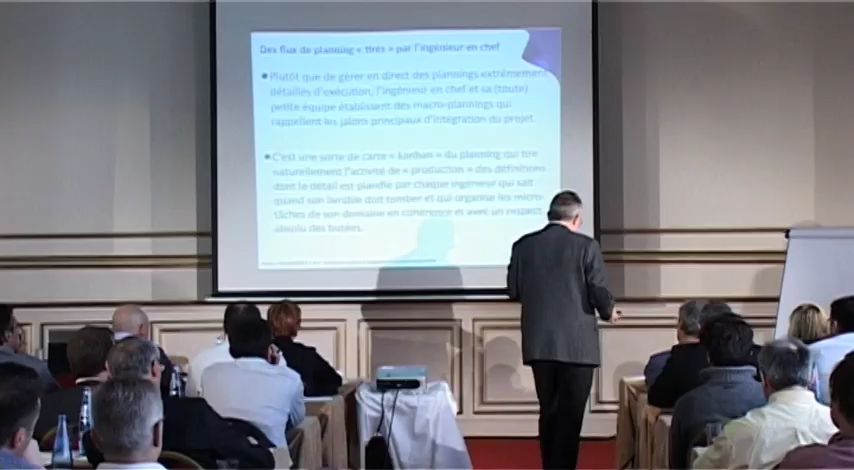 Des flux de planning « tirés » par l'ingénieur en chef
• Plutôt que de gérer en direct des plannings extrêmement
détaillés d'exécution, l'ingénieur en chef et sa (toute)
petite équipe établissent des macro-plannings qui
rappellent les jalons principaux d'intégration du projet.
• C'est une sorte de carte « kanban » du planning qui tire
naturellement l'activité de « production » des définitions
dont le détail est planifié par chaque ingénieur qui sait
quand son livrable doit tomber et qui organise les micro-
tâches de son domaine en cohérence et avec un respect
absolu des butées.